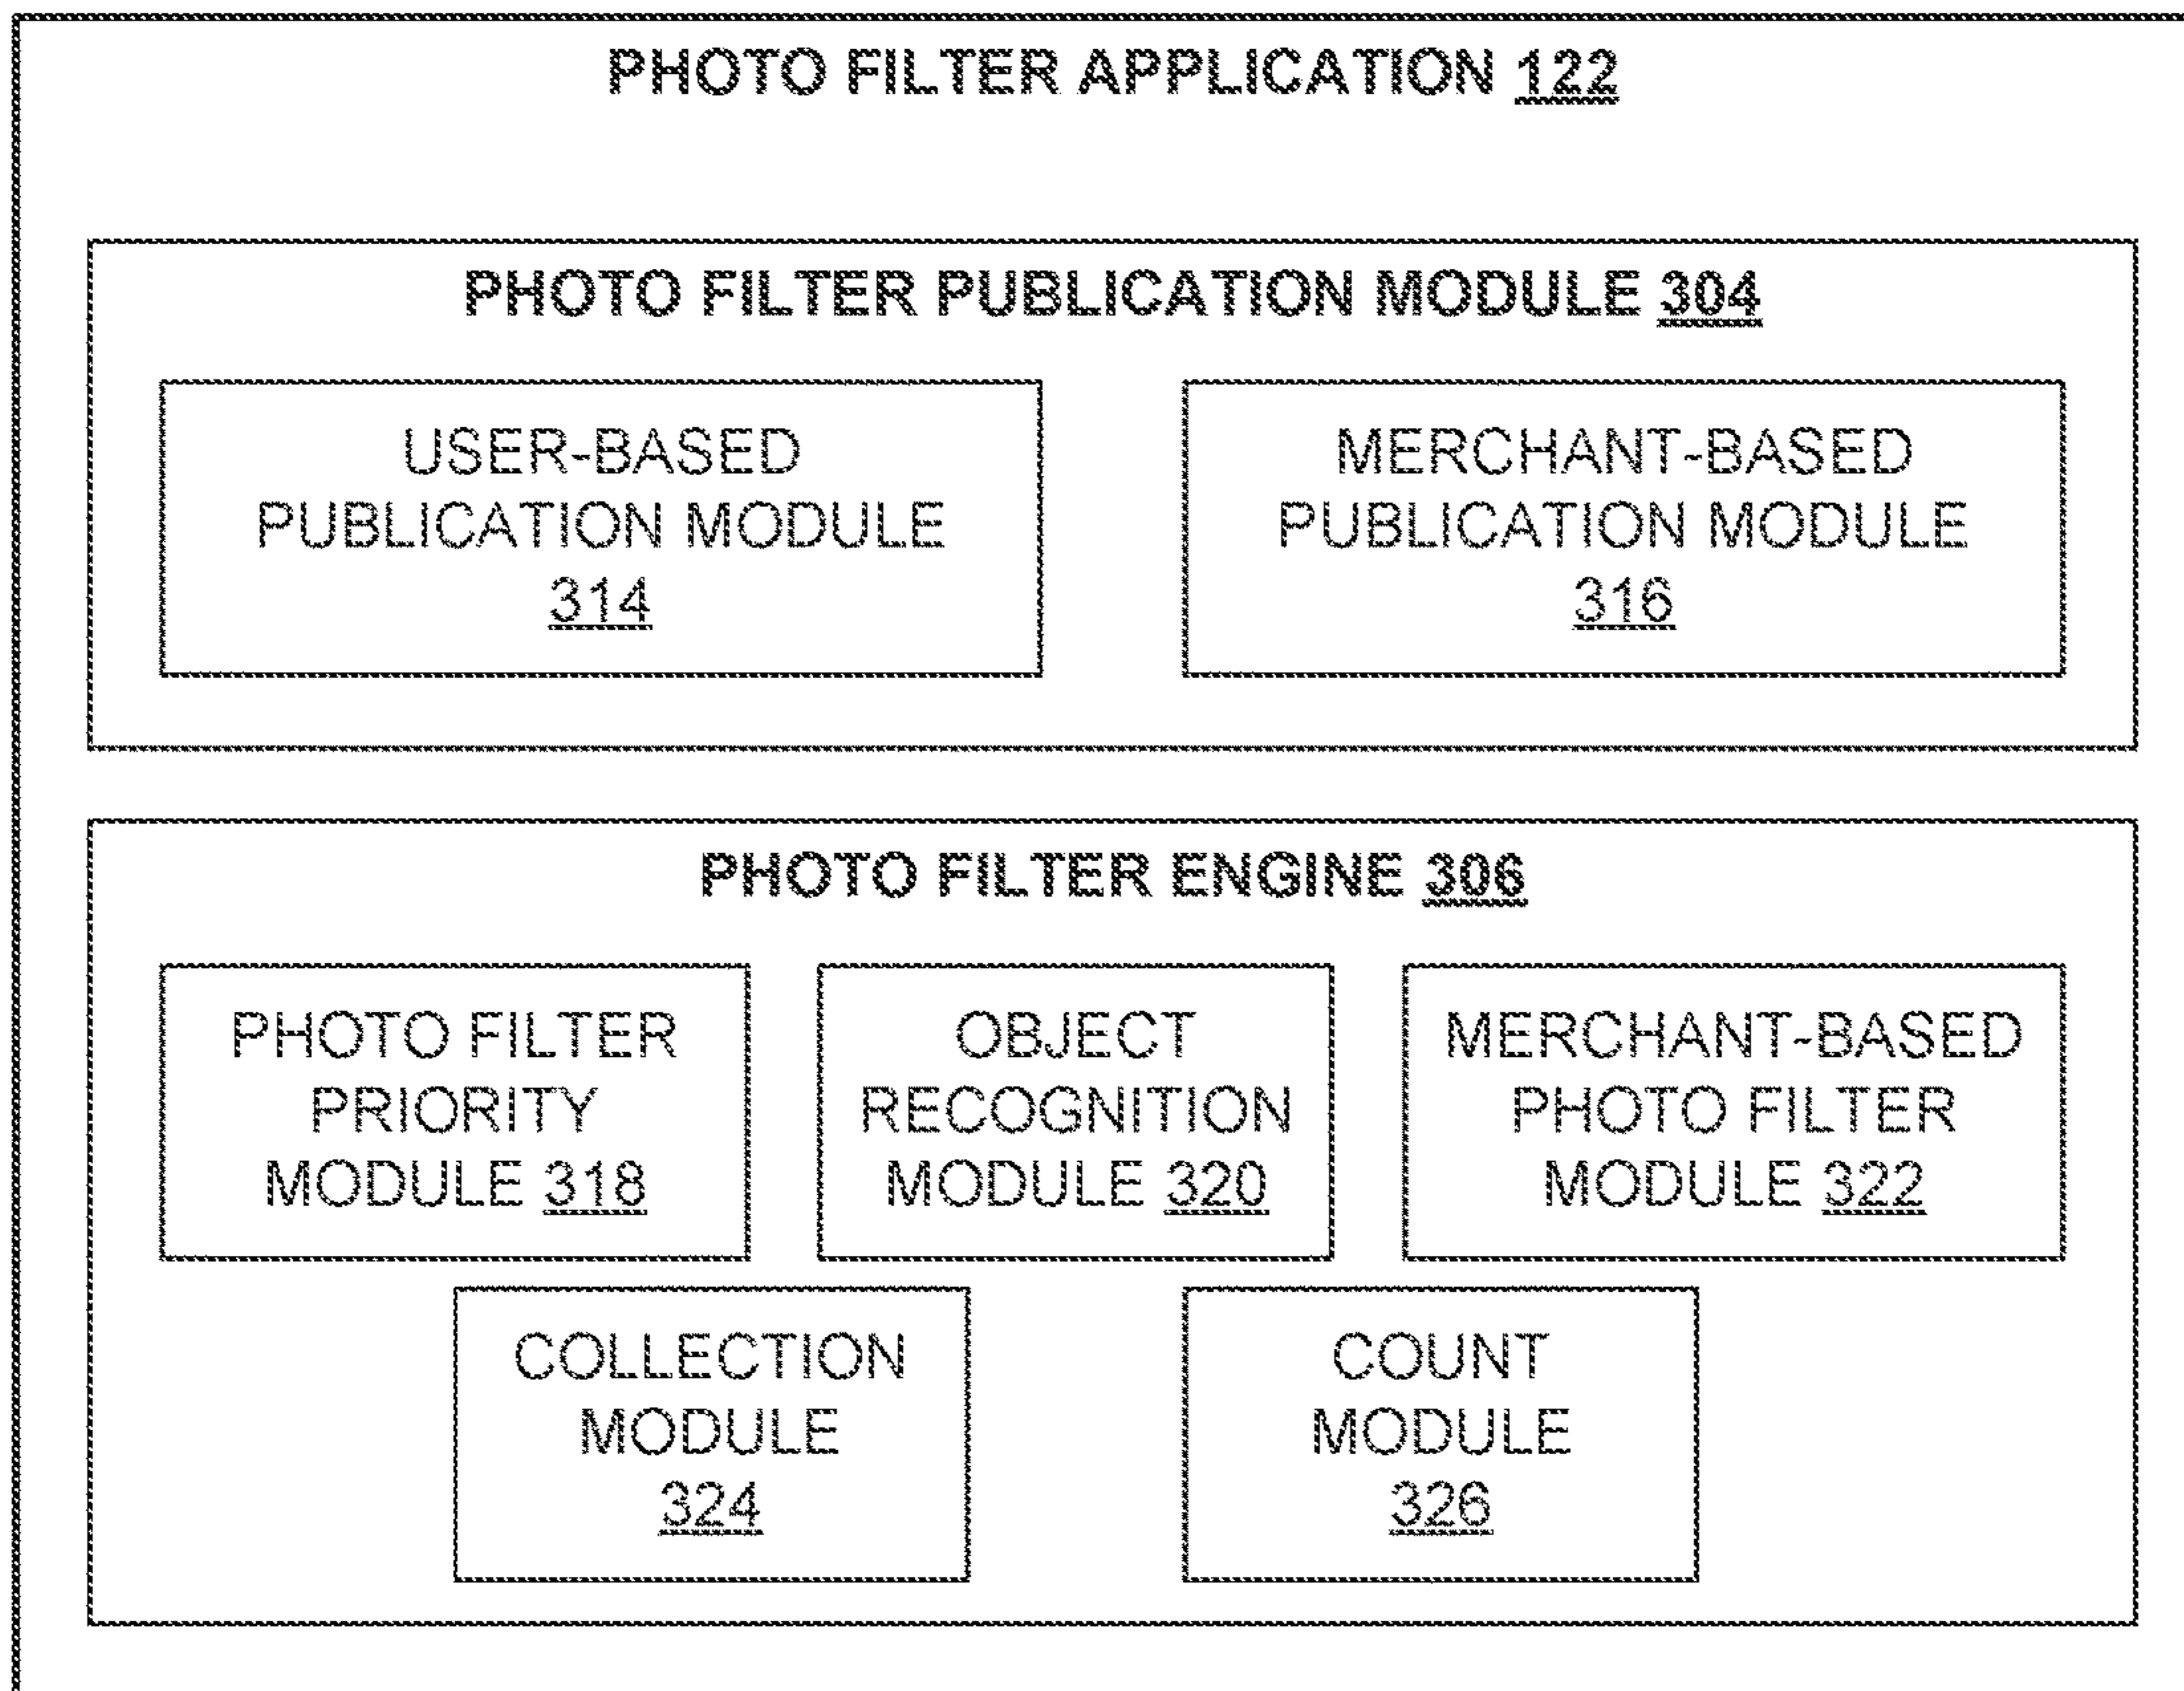 PHOTO FILTER APPLICATION 122
PHOTO FILTER PUBLICATION MODULE 304
USER-BASED
PUBLICATION MODULE
314
MERCHANT-BASED
PUBLICATION MODULE
316
PHOTO FILTER ENGINE 306
PHOTO FILTER
PRIORITY
MODULE 318
OBJECT
RECOGNITION
MODULE 320
MERCHANT-BASED
PHOTO FILTER
MODULE 322
COLLECTION
MODULE
324
COUNT
MODULE
326